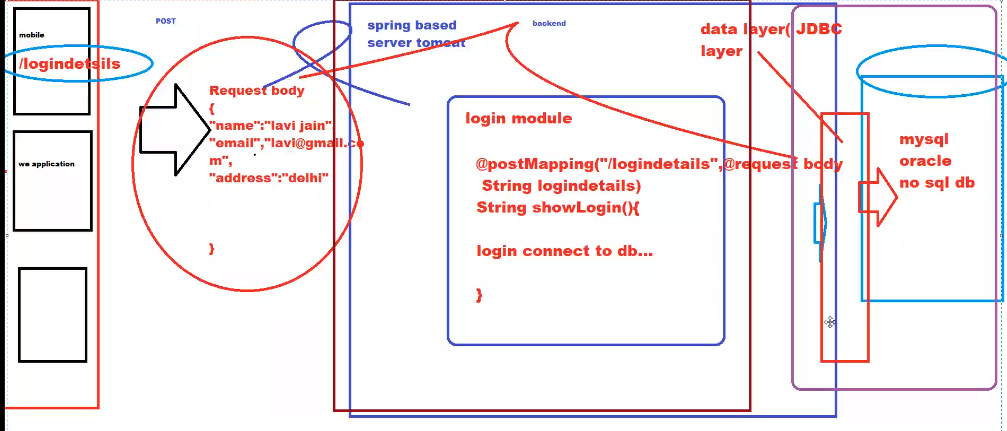 mobile
/logindetsils
we application
POST
Request body
{
"name":"lavi jain",
"email","lavi@gmail.co
m",
"address":"delhi"
}
spring based
server tomcat
backend
login module
@postMapping("/logindetails",@request body
String logindetails)
String showLogin(){
login connect to db...
}
data layer( JDBC
layer
mysql
oracle
no sql db